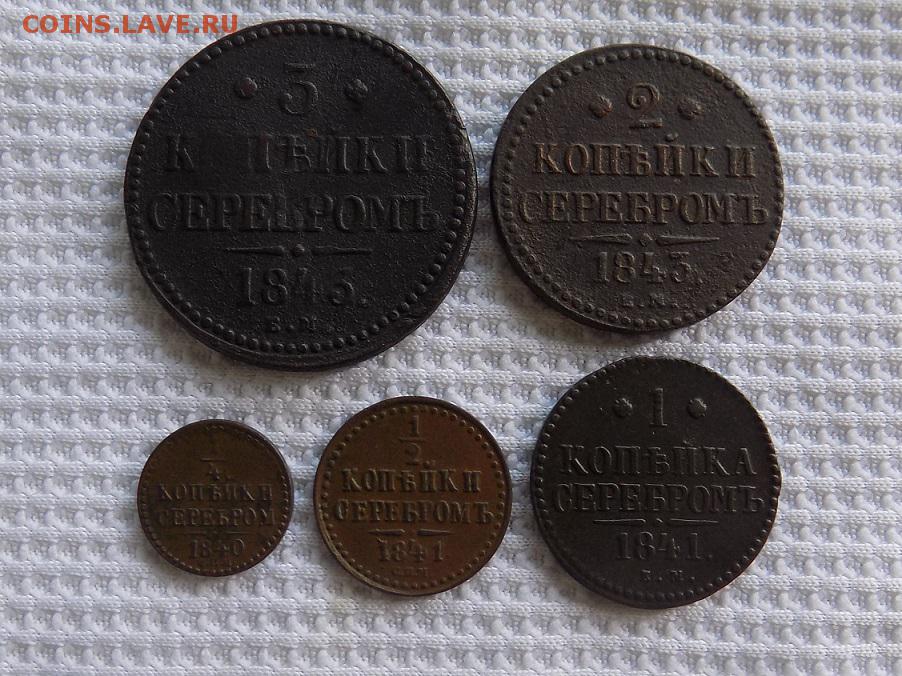 COINS.LAVE.RU
3
К ПѢЙКИ
СЕРЕБРОМЪ
1843.
Е.М.
2
КОПѢЙКИ
СЕРЕБРОМЪ
1843.
Е.М.
1/4
КОПѢЙКИ
СЕРЕБРОМ
1840
1/2
КОПѢЙКИ
СЕРЕБРОМЪ
1841
1
КОПѢЙКА
СЕРЕБРОМЪ
1841.
Е.М.